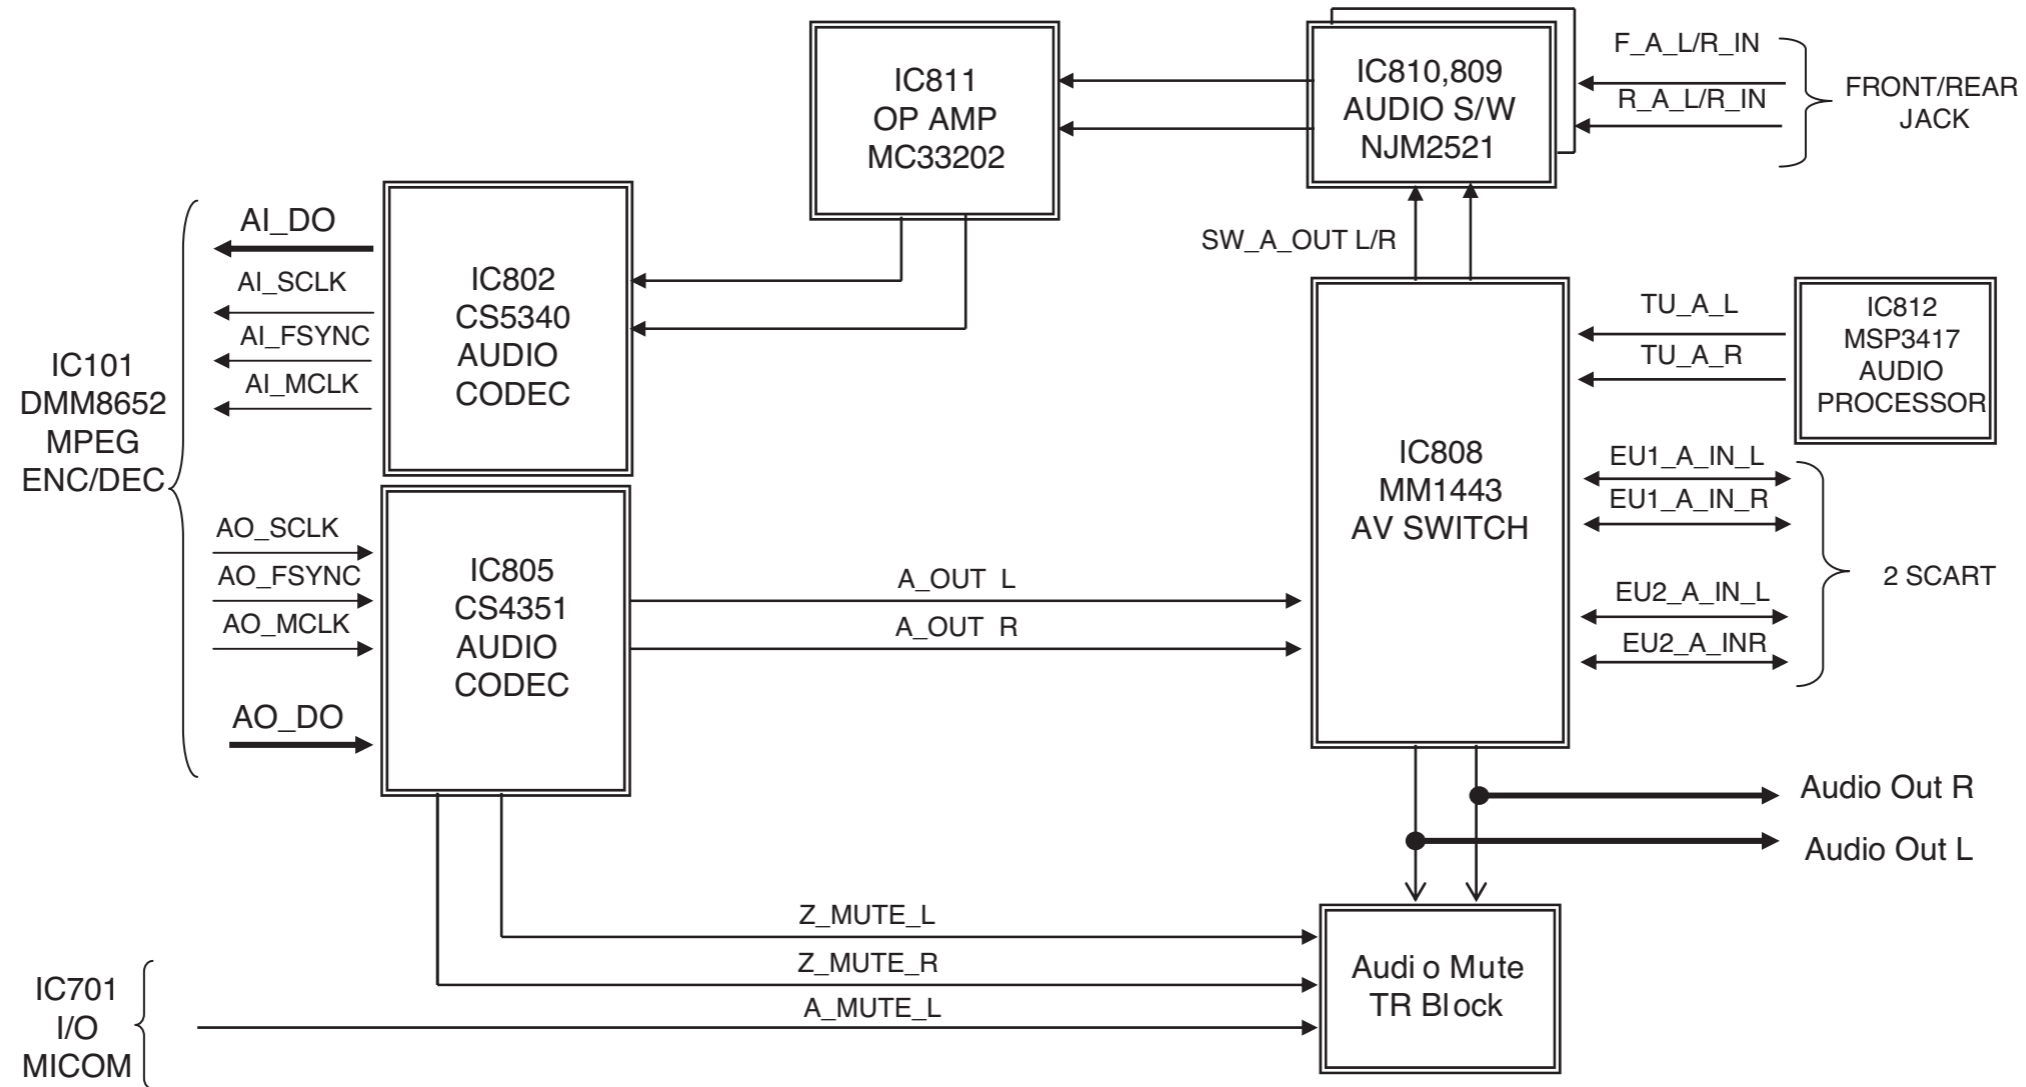 IC811
OP AMP
MC33202
IC810,809
AUDIO S/W
NJM2521
F_A_L/R_IN
R_A_L/R_IN
FRONT/REAR
JACK
SW_A_OUT L/R
IC101
DMM8652
MPEG
ENC/DEC
AI_DO
AI_SCLK
AI_FSYNC
AI_MCLK
IC802
CS5340
AUDIO
CODEC
AO_SCLK
AO_FSYNC
AO_MCLK
AO_DO
IC805
CS4351
AUDIO
CODEC
A_OUT L
A_OUT R
IC808
MM1443
AV SWITCH
TU_A_L
TU_A_R
IC812
MSP3417
AUDIO
PROCESSOR
EU1_A_IN_L
EU1_A_IN_R
EU2_A_IN_L
EU2_A_INR
2 SCART
Audio Out R
Audio Out L
Z_MUTE_L
Z_MUTE_R
A_MUTE_L
IC701
I/O
MICOM
Audi o Mute
TR Block